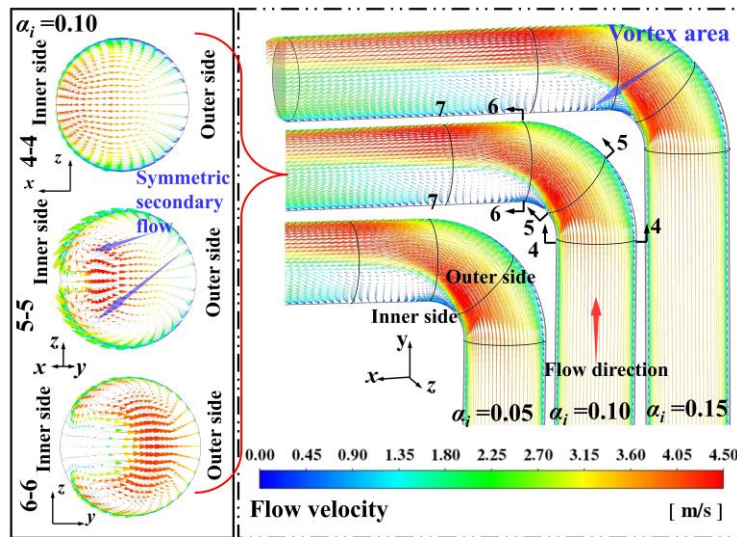 αᵢ=0.10
Inner side
Outer side
4-4
z
x
Symmetric
secondary
flow
Inner side
Outer side
5-5
z
x
y
Inner side
Outer side
6-6
z
y
Vortex area
7
6
5
7
6
5
4
4
Outer side
Inner side
y
x
z
Flow direction
αᵢ=0.05
αᵢ=0.10
αᵢ=0.15
0.00 0.45 0.90 1.35 1.80 2.25 2.70 3.15 3.60 4.05 4.50
Flow velocity
[ m/s ]